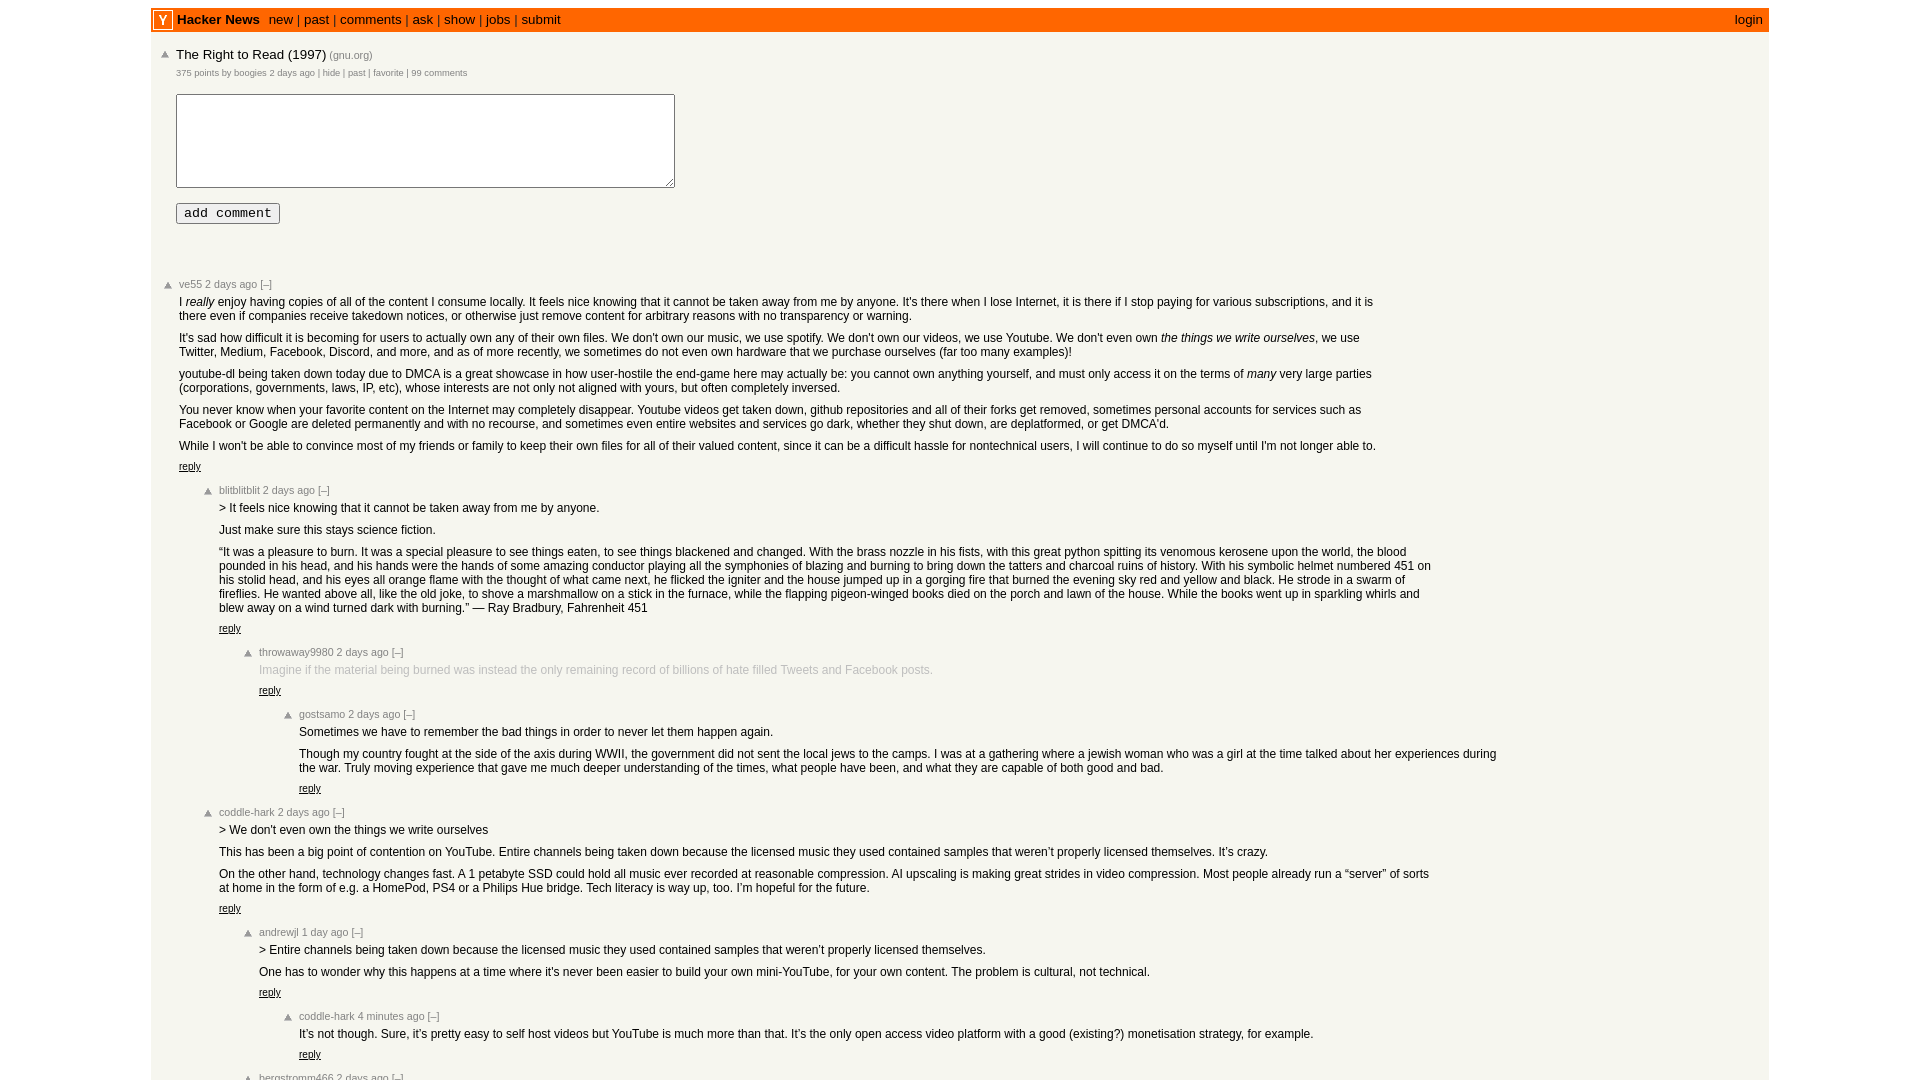 Y Hacker News new | past | comments | ask | show | jobs | submit login
The Right to Read (1997) (gnu.org)
375 points by boogies 2 days ago | hide | past | favorite | 99 comments
add comment
ve55 2 days ago [–]
I really enjoy having copies of all of the content I consume locally. It feels nice knowing that it cannot be taken away from me by anyone. It's there when I lose Internet, it is there if I stop paying for various subscriptions, and it is
there even if companies receive takedown notices, or otherwise just remove content for arbitrary reasons with no transparency or warning.
It's sad how difficult it is becoming for users to actually own any of their own files. We don't own our music, we use spotify. We don't own our videos, we use Youtube. We don't even own the things we write ourselves, we use
Twitter, Medium, Facebook, Discord, and more, and as of more recently, we sometimes do not even own hardware that we purchase ourselves (far too many examples)!
youtube-dl being taken down today due to DMCA is a great showcase in how user-hostile the end-game here may actually be: you cannot own anything yourself, and must only access it on the terms of many very large parties
(corporations, governments, laws, IP, etc), whose interests are not only not aligned with yours, but often completely inversed.
You never know when your favorite content on the Internet may completely disappear. Youtube videos get taken down, github repositories and all of their forks get removed, sometimes personal accounts for services such as
Facebook or Google are deleted permanently and with no recourse, and sometimes even entire websites and services go dark, whether they shut down, are deplatformed, or get DMCA'd.
While I won't be able to convince most of my friends or family to keep their own files for all of their valued content, since it can be a difficult hassle for nontechnical users, I will continue to do so myself until I'm not longer able to.
reply
blitblitblit 2 days ago [–]
> It feels nice knowing that it cannot be taken away from me by anyone.
Just make sure this stays science fiction.
“It was a pleasure to burn. It was a special pleasure to see things eaten, to see things blackened and changed. With the brass nozzle in his fists, with this great python spitting its venomous kerosene upon the world, the blood
pounded in his head, and his hands were the hands of some amazing conductor playing all the symphonies of blazing and burning to bring down the tatters and charcoal ruins of history. With his symbolic helmet numbered 451 on
his stolid head, and his eyes all orange flame with the thought of what came next, he flicked the igniter and the house jumped up in a gorging fire that burned the evening sky red and yellow and black. He strode in a swarm of
fireflies. He wanted above all, like the old joke, to shove a marshmallow on a stick in the furnace, while the flapping pigeon-winged books died on the porch and lawn of the house. While the books went up in sparkling whirls and
blew away on a wind turned dark with burning.” ― Ray Bradbury, Fahrenheit 451
reply
throwaway9980 2 days ago [–]
Imagine if the material being burned was instead the only remaining record of billions of hate filled Tweets and Facebook posts.
reply
gostsamo 2 days ago [–]
Sometimes we have to remember the bad things in order to never let them happen again.
Though my country fought at the side of the axis during WWII, the government did not sent the local jews to the camps. I was at a gathering where a jewish woman who was a girl at the time talked about her experiences during
the war. Truly moving experience that gave me much deeper understanding of the times, what people have been, and what they are capable of both good and bad.
reply
coddle-hark 2 days ago [–]
> We don't even own the things we write ourselves
This has been a big point of contention on YouTube. Entire channels being taken down because the licensed music they used contained samples that weren’t properly licensed themselves. It’s crazy.
On the other hand, technology changes fast. A 1 petabyte SSD could hold all music ever recorded at reasonable compression. AI upscaling is making great strides in video compression. Most people already run a “server” of sorts
at home in the form of e.g. a HomePod, PS4 or a Philips Hue bridge. Tech literacy is way up, too. I’m hopeful for the future.
reply
andrewjl 1 day ago [–]
> Entire channels being taken down because the licensed music they used contained samples that weren’t properly licensed themselves.
One has to wonder why this happens at a time where it's never been easier to build your own mini-YouTube, for your own content. The problem is cultural, not technical.
reply
coddle-hark 4 minutes ago [–]
It’s not though. Sure, it’s pretty easy to self host videos but YouTube is much more than that. It’s the only open access video platform with a good (existing?) monetisation strategy, for example.
reply
bergstromm466 2 days ago [–]